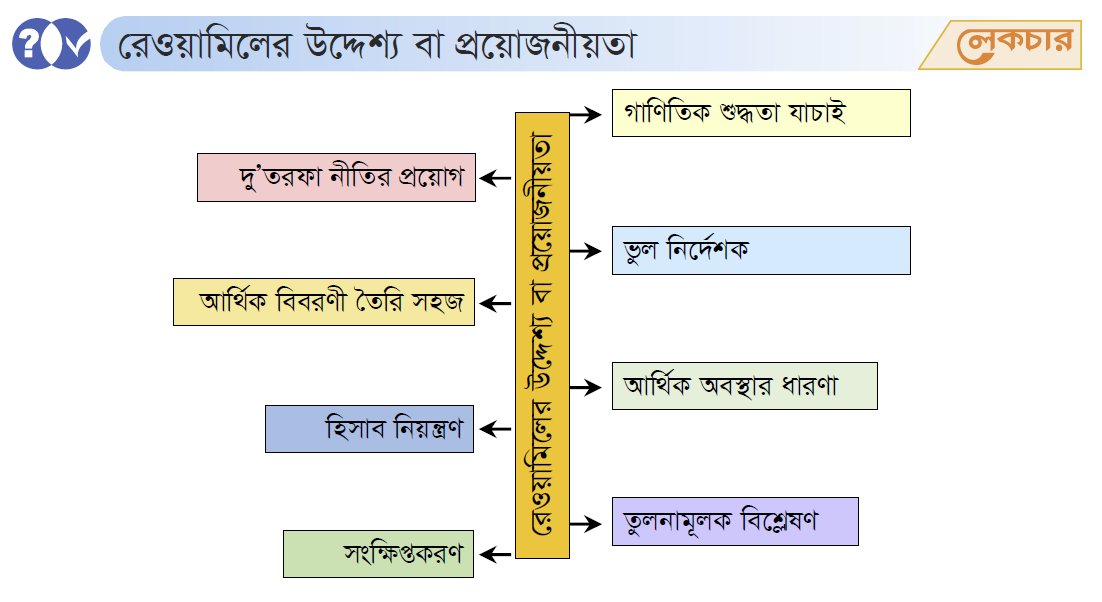 রেওয়ামিলের উদ্দেশ্য বা প্রয়োজনীয়তা
লেকচার
গাণিতিক শুদ্ধতা যাচাই
দু’তরফা নীতির প্রয়োগ
ভুল নির্দেশক
আর্থিক বিবরণী তৈরি সহজ
আর্থিক অবস্থার ধারণা
হিসাব নিয়ন্ত্রণ
তুলনামূলক বিশ্লেষণ
সংক্ষিপ্তকরণ
রেওয়ামিলের উদ্দেশ্য বা প্রয়োজনীয়তা